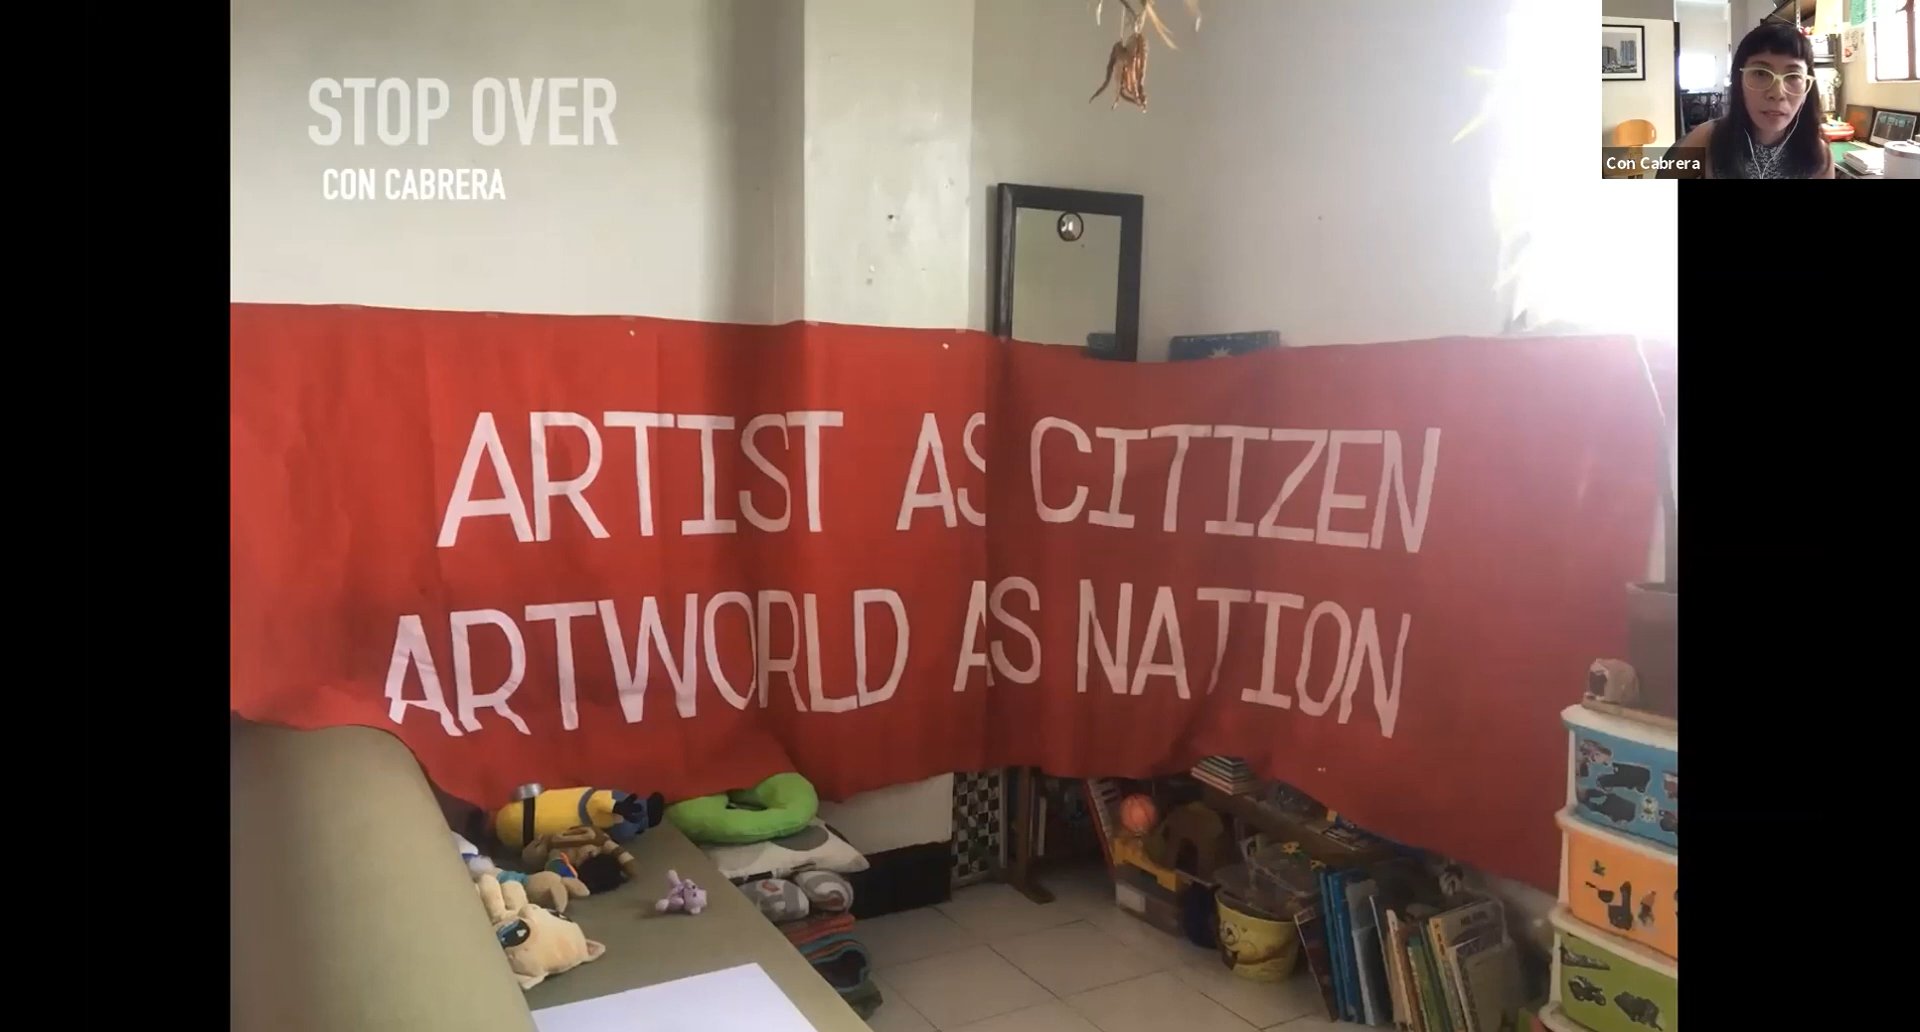 STOP OVER
CON CABRERA
Con Cabrera
ARTIST AS CITIZEN
ARTWORLD AS NATION